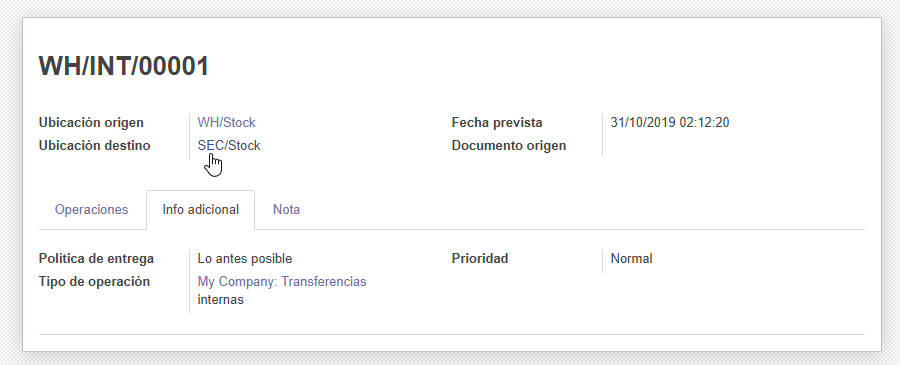 WH/INT/00001
Ubicación origen WH/Stock Fecha prevista 31/10/2019 02:12:20
Ubicación destino SEC/Stock Documento origen
Operaciones Info adicional Nota
Política de entrega Lo antes posible Prioridad Normal
Tipo de operación My Company: Transferencias
internas